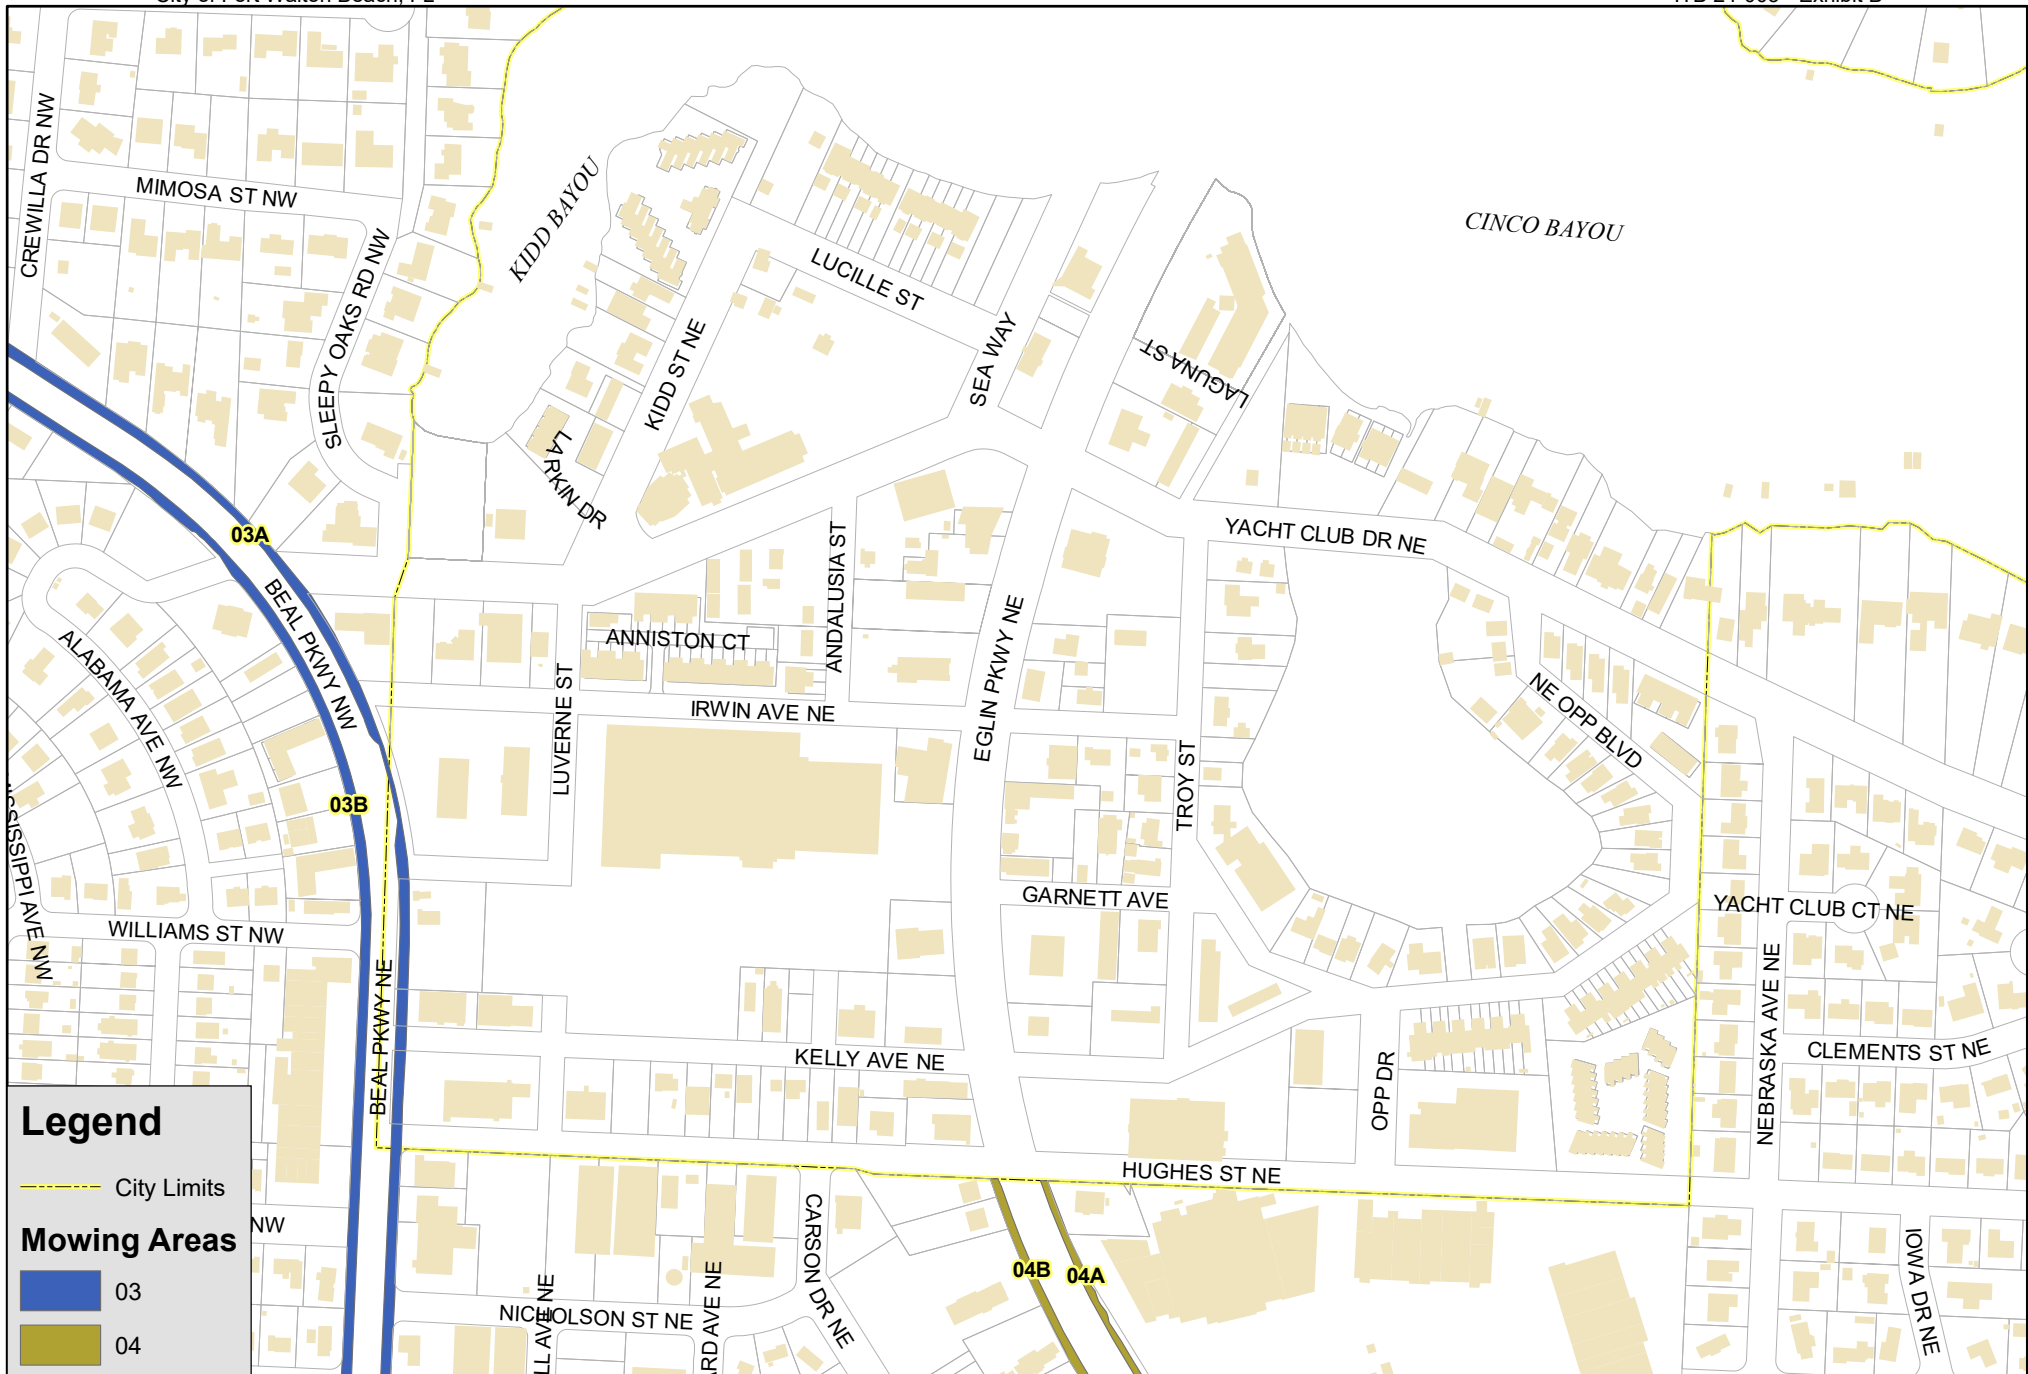 CREWILLA DR NW
MIMOSA ST NW
SLEEPY OAKS RD NW
KIDD BAYOU
CINCO BAYOU
LUCILLE ST
SEA WAY
LAGUNA ST
KIDD ST NE
LARKIN DR
03A
BEAL PKWY NW
ALABAMA AVE NW
YACHT CLUB DR NE
ANDALUSIA ST
ANNISTON CT
EGLIN PKWY NE
LUVERNE ST
IRWIN AVE NE
NE OPP BLVD
TROY ST
03B
GARNETT AVE
YACHT CLUB CT NE
WILLIAMS ST NW
BEAL PKWY NE
NEBRASKA AVE NE
KELLY AVE NE
CLEMENTS ST NE
OPP DR
HUGHES ST NE
CARSON DR NE
04B
04A
IOWA DR NE
NICHOLSON ST NE
NW
Legend
City Limits
Mowing Areas
03
04